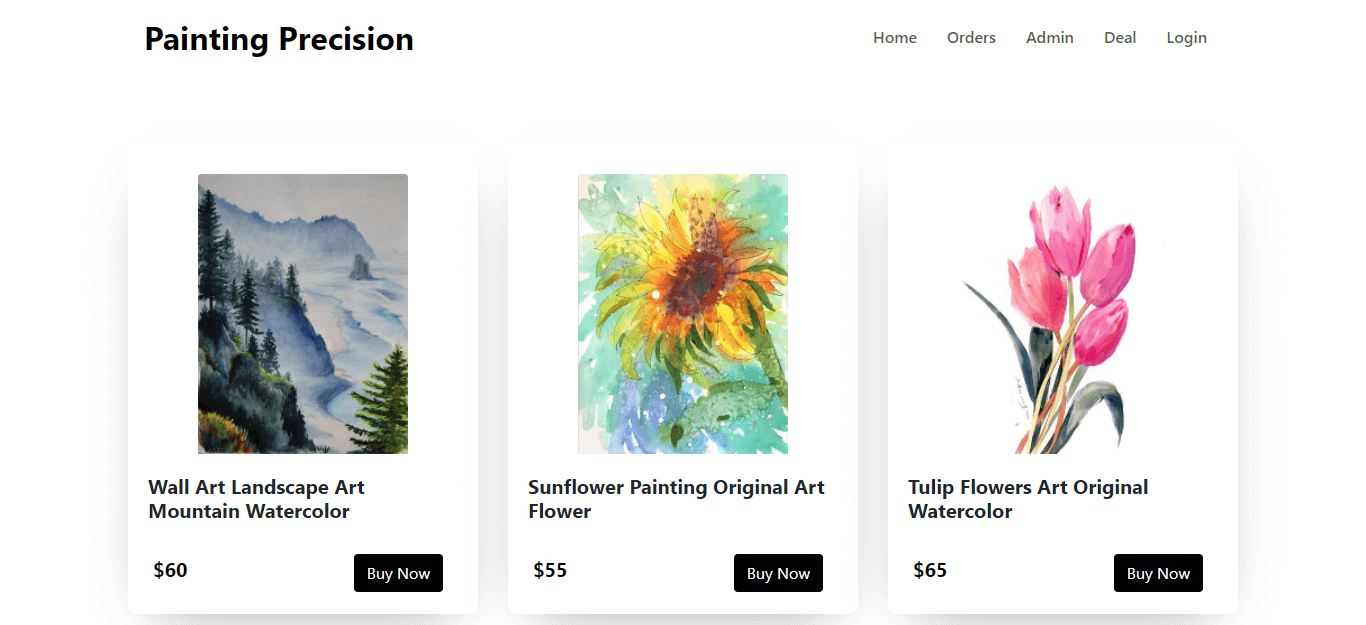 Painting Precision
Home Orders Admin Deal Login
Wall Art Landscape Art
Mountain Watercolor
$60
Buy Now
Sunflower Painting Original Art
Flower
$55
Buy Now
Tulip Flowers Art Original
Watercolor
$65
Buy Now